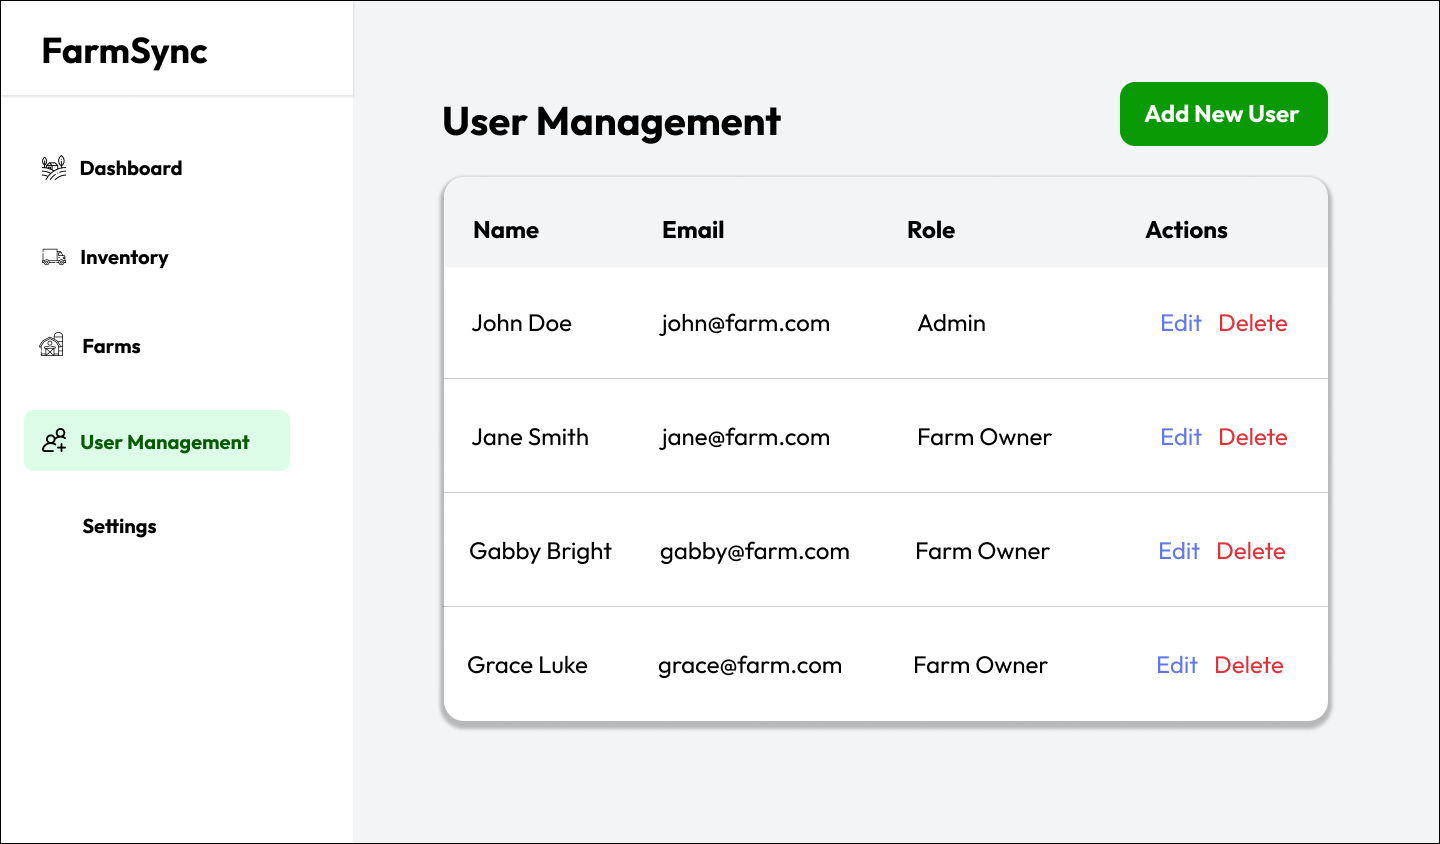 FarmSync
Dashboard
Inventory
Farms
User Management
Settings
User Management
Add New User
Name Email Role Actions
John Doe john@farm.com Admin Edit Delete
Jane Smith jane@farm.com Farm Owner Edit Delete
Gabby Bright gabby@farm.com Farm Owner Edit Delete
Grace Luke grace@farm.com Farm Owner Edit Delete